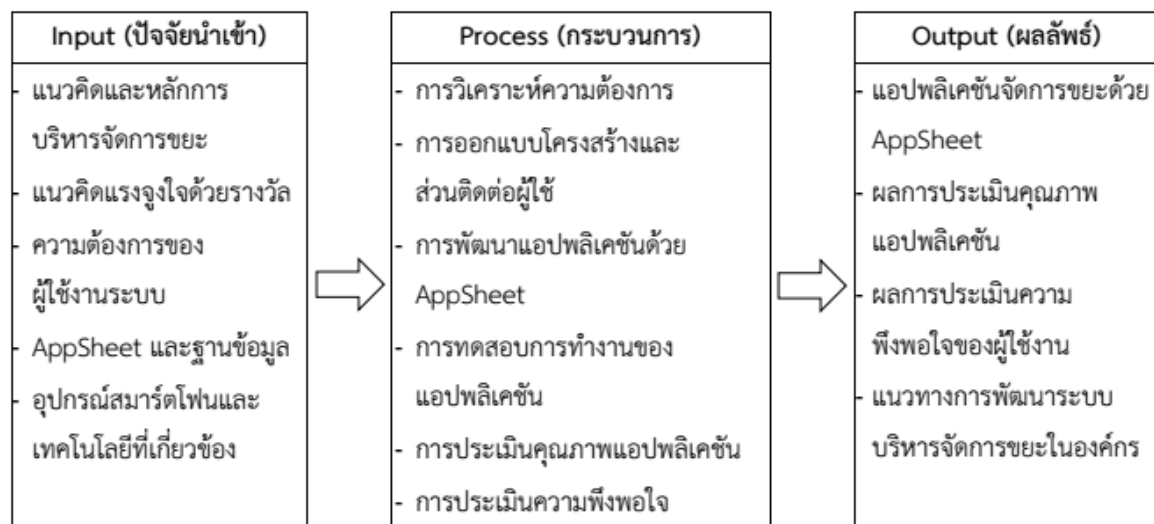 Input (ปัจจัยนำเข้า)
- แนวคิดและหลักการ
บริหารจัดการขยะ
- แนวคิดแรงจูงใจด้วยรางวัล
- ความต้องการของ
ผู้ใช้งานระบบ
- AppSheet และฐานข้อมูล
- อุปกรณ์สมาร์ตโฟนและ
เทคโนโลยีที่เกี่ยวข้อง
Process (กระบวนการ)
- การวิเคราะห์ความต้องการ
- การออกแบบโครงสร้างและ
ส่วนติดต่อผู้ใช้
- การพัฒนาแอปพลิเคชันด้วย
AppSheet
- การทดสอบการทำงานของ
แอปพลิเคชัน
- การประเมินคุณภาพแอปพลิเคชัน
- การประเมินความพึงพอใจ
Output (ผลลัพธ์)
- แอปพลิเคชันจัดการขยะด้วย
AppSheet
- ผลการประเมินคุณภาพ
แอปพลิเคชัน
- ผลการประเมินความ
พึงพอใจของผู้ใช้งาน
- แนวทางการพัฒนาระบบ
บริหารจัดการขยะในองค์กร